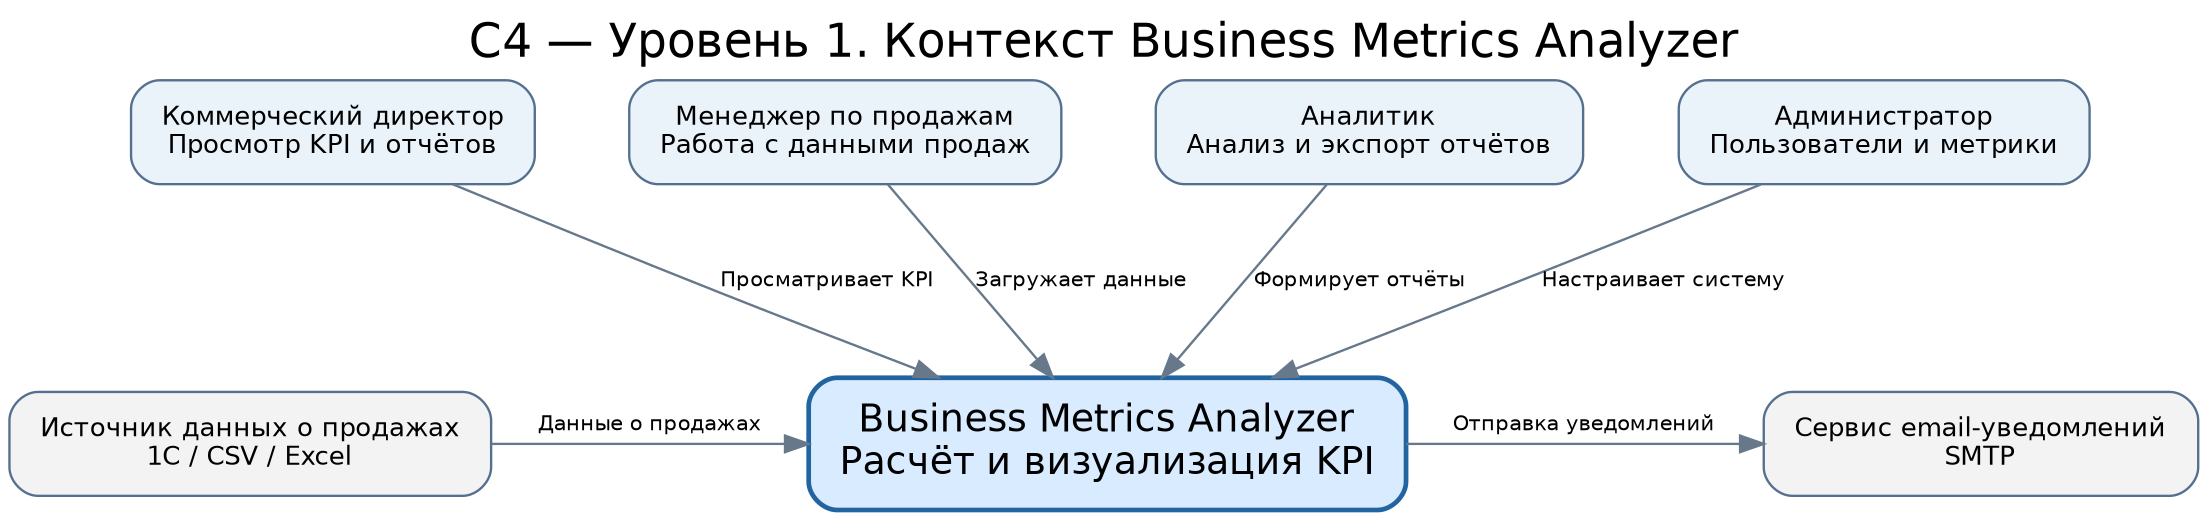 C4 — Уровень 1. Контекст Business Metrics Analyzer
Коммерческий директор
Просмотр KPI и отчётов
Менеджер по продажам
Работа с данными продаж
Аналитик
Анализ и экспорт отчётов
Администратор
Пользователи и метрики
Просматривает KPI
Загружает данные
Формирует отчёты
Настраивает систему
Источник данных о продажах
1С / CSV / Excel
Данные о продажах
Business Metrics Analyzer
Расчёт и визуализация KPI
Отправка уведомлений
Сервис email-уведомлений
SMTP